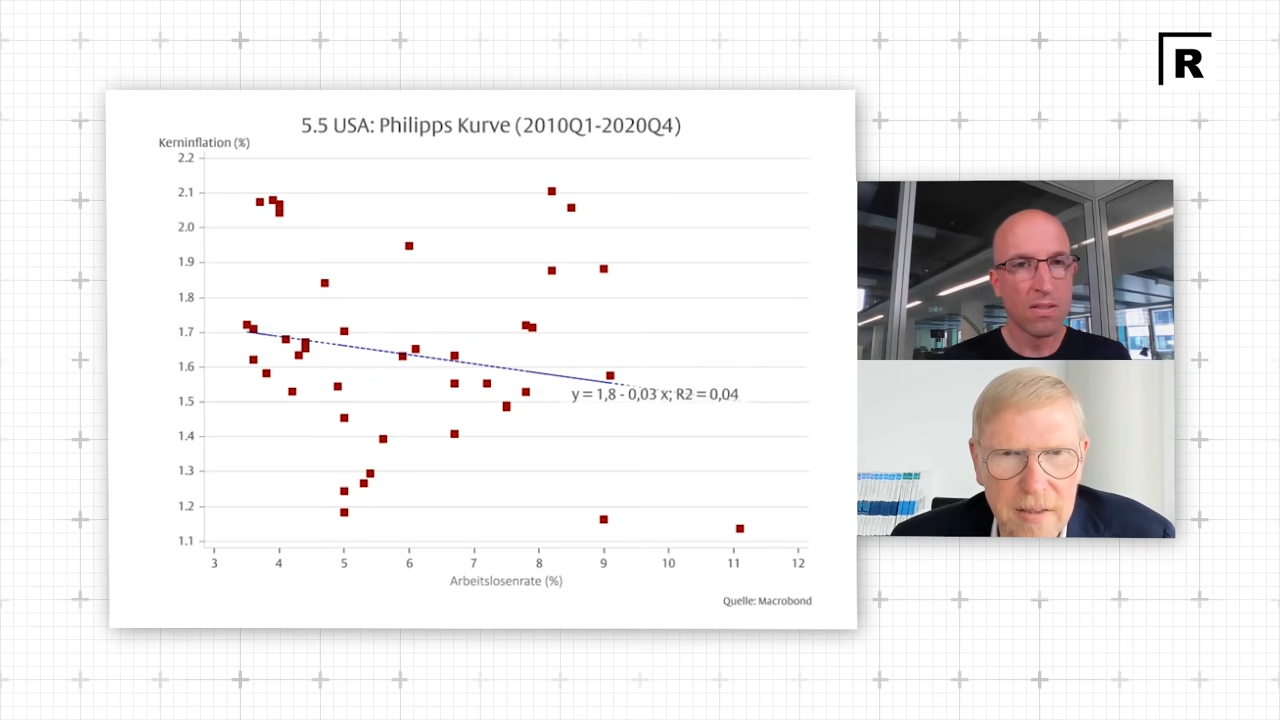 R
5.5 USA: Philipps Kurve (2010Q1-2020Q4)
Kerninflation (%)
2.2
2.1
2.0
1.9
1.8
1.7
1.6
1.5
1.4
1.3
1.2
1.1
y = 1,8 - 0,03 x; R2 = 0,04
3 4 5 6 7 8 9 10 11 12
Arbeitslosenrate (%)
Quelle: Macrobond